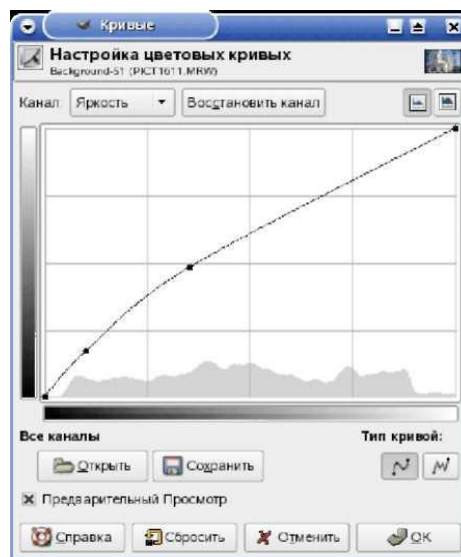 Кривые
Настройка цветовых кривых
Background-51 (PICT1611.MRW)
Канал: Яркость Восстановить канал
Все каналы Тип кривой:
Открыть Сохранить
Предварительный Просмотр
Справка Сбросить Отменить OK